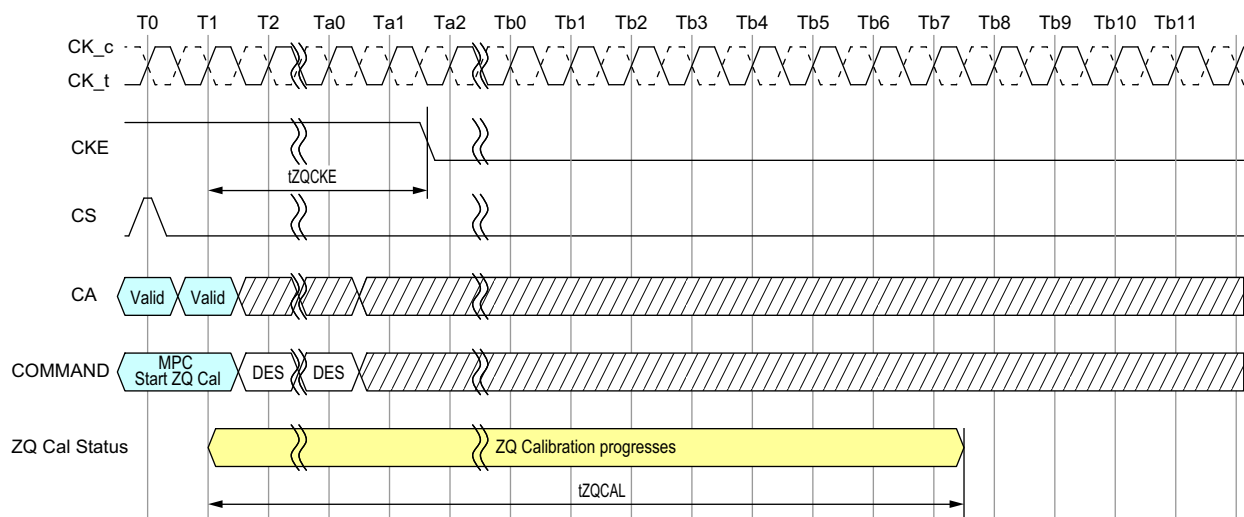 T0 T1 T2 Ta0 Ta1 Ta2 Tb0 Tb1 Tb2 Tb3 Tb4 Tb5 Tb6 Tb7 Tb8 Tb9 Tb10 Tb11
CK_c
CK_t
CKE
tZQCKE
CS
CA Valid Valid
COMMAND MPC
Start ZQ Cal DES DES
ZQ Cal Status ZQ Calibration progresses
tZQCAL